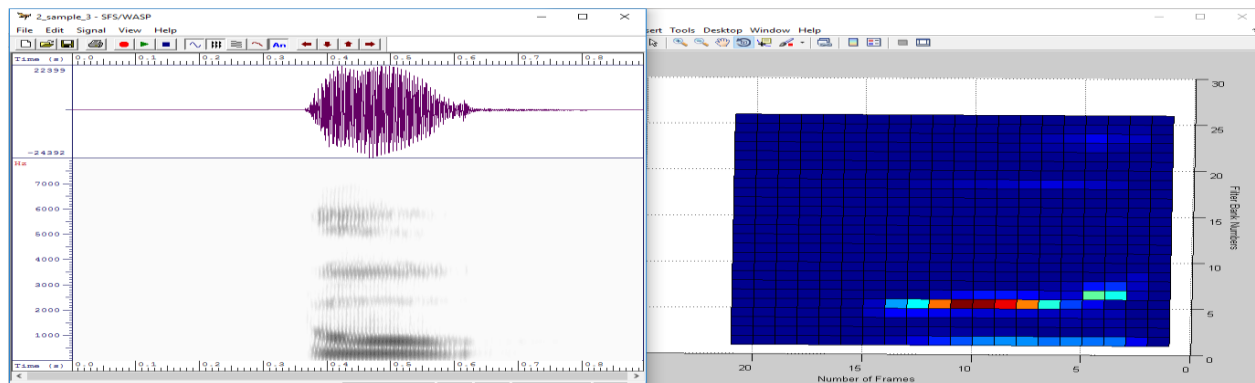 2_sample_3 - SFS/WASP
File Edit Signal View Help
An
Time (s) 0.0 0.1 0.2 0.3 0.4 0.5 0.6 0.7 0.8
22399
-24392
Hz
7000
6000
5000
4000
3000
2000
1000
Time (s) 0.0 0.1 0.2 0.3 0.4 0.5 0.6 0.7 0.8
sert Tools Desktop Window Help
30
25
20
15
10
5
0
Filter Bank Numbers
20 15 10 5 0
Number of Frames